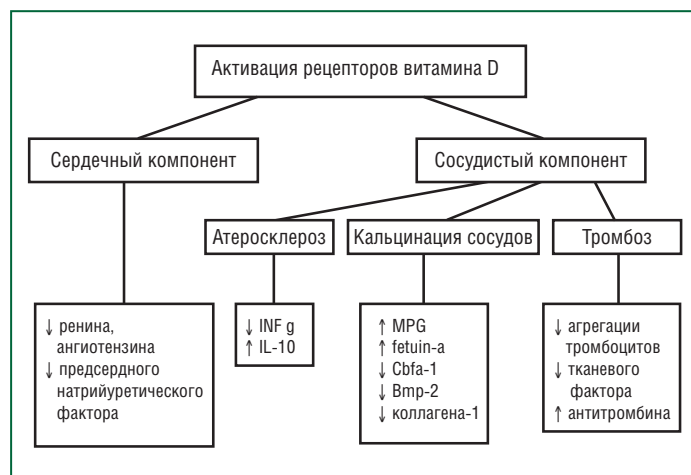 Активация рецепторов витамина D
Сердечный компонент
Сосудистый компонент
Атеросклероз
Кальцинация сосудов
Тромбоз
↓ ренина,
ангиотензина
↓ предсердного
натрийуретического
фактора
↓ INF g
↑ IL-10
↑ MPG
↑ fetuin-a
↓ Cbfa-1
↓ Bmp-2
↓ коллагена-1
↓ агрегации
тромбоцитов
↓ тканевого
фактора
↑ антитромбина